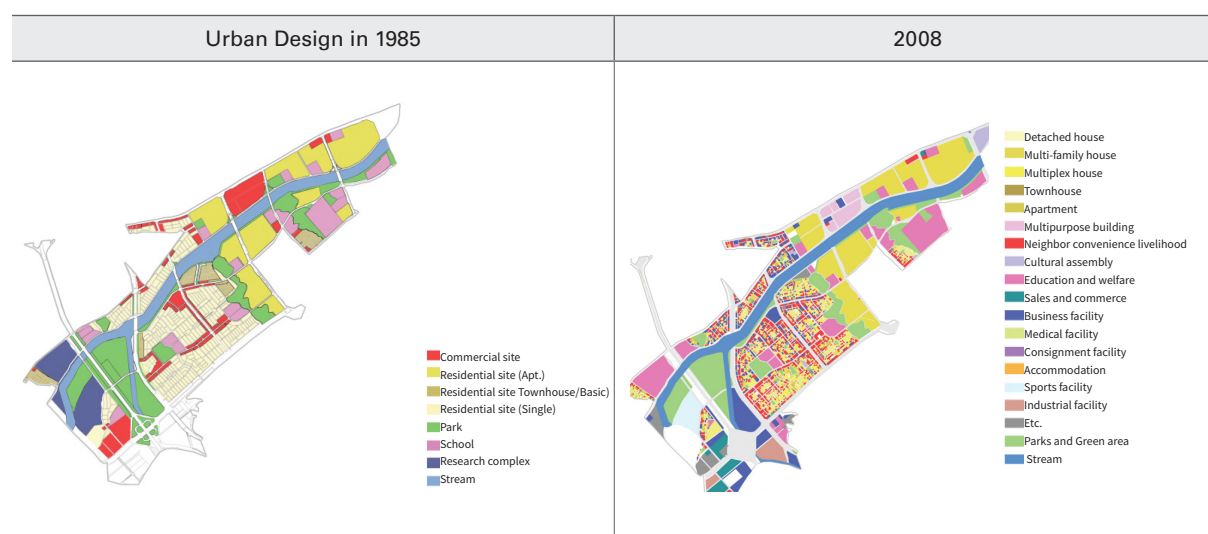 Urban Design in 1985
2008
Commercial site
Residential site (Apt.)
Residential site Townhouse/Basic)
Residential site (Single)
Park
School
Research complex
Stream
Detached house
Multi-family house
Multiplex house
Townhouse
Apartment
Multipurpose building
Neighbor convenience livelihood
Cultural assembly
Education and welfare
Sales and commerce
Business facility
Medical facility
Consignment facility
Accommodation
Sports facility
Industrial facility
Etc.
Parks and Green area
Stream